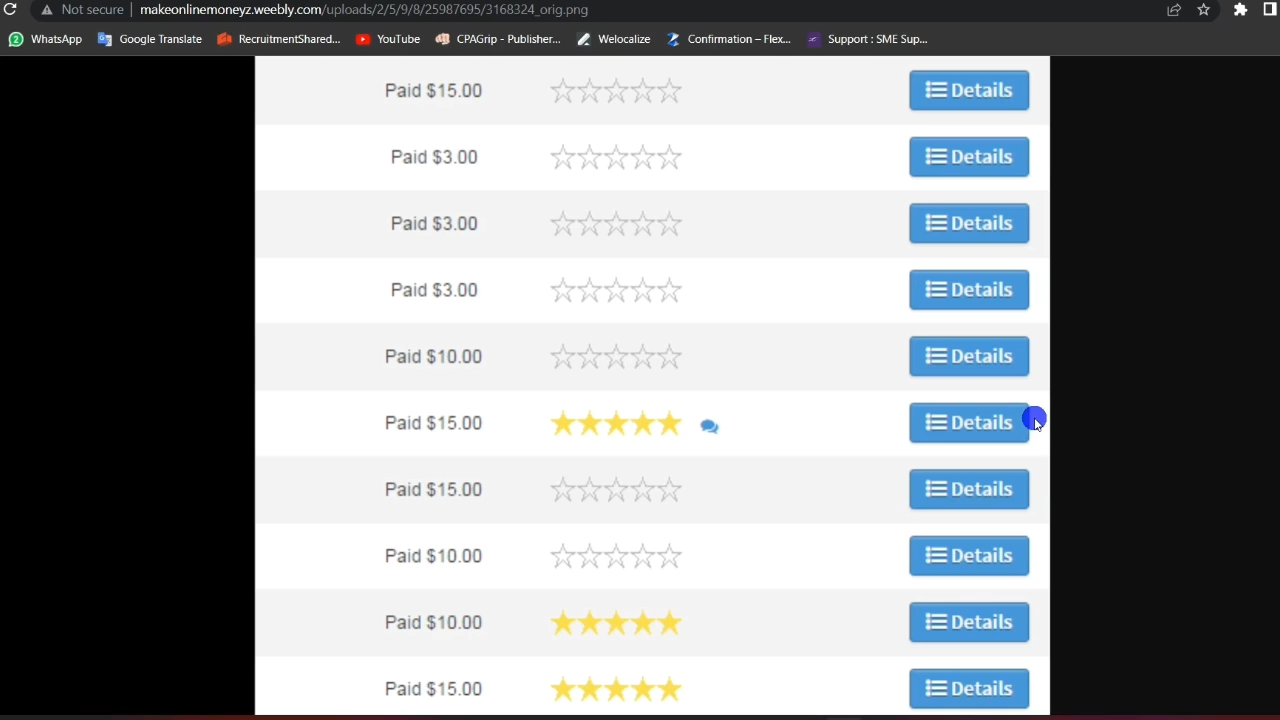 Not secure makeonlinemoneyz.weebly.com/uploads/2/5/9/8/25987695/3168324_orig.png
2 WhatsApp Google Translate RecruitmentShared... YouTube CPAGrip - Publisher... Welocalize Confirmation – Flex... Support : SME Sup...
Paid $15.00 Details
Paid $3.00 Details
Paid $3.00 Details
Paid $3.00 Details
Paid $10.00 Details
Paid $15.00 Details
Paid $15.00 Details
Paid $10.00 Details
Paid $10.00 Details
Paid $15.00 Details